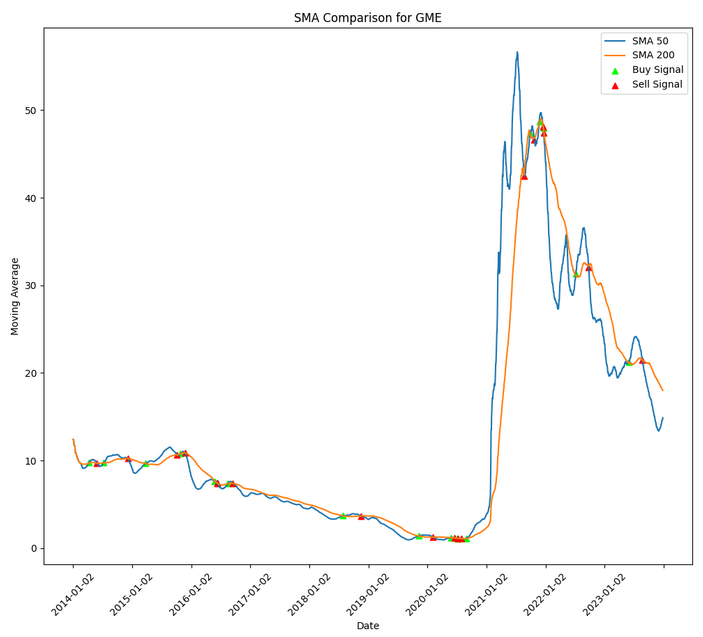 SMA Comparison for GME
SMA 50
SMA 200
Buy Signal
Sell Signal
Moving Average
50
40
30
20
10
0
2014-01-02
2015-01-02
2016-01-02
2017-01-02
2018-01-02
2019-01-02
2020-01-02
2021-01-02
2022-01-02
2023-01-02
Date